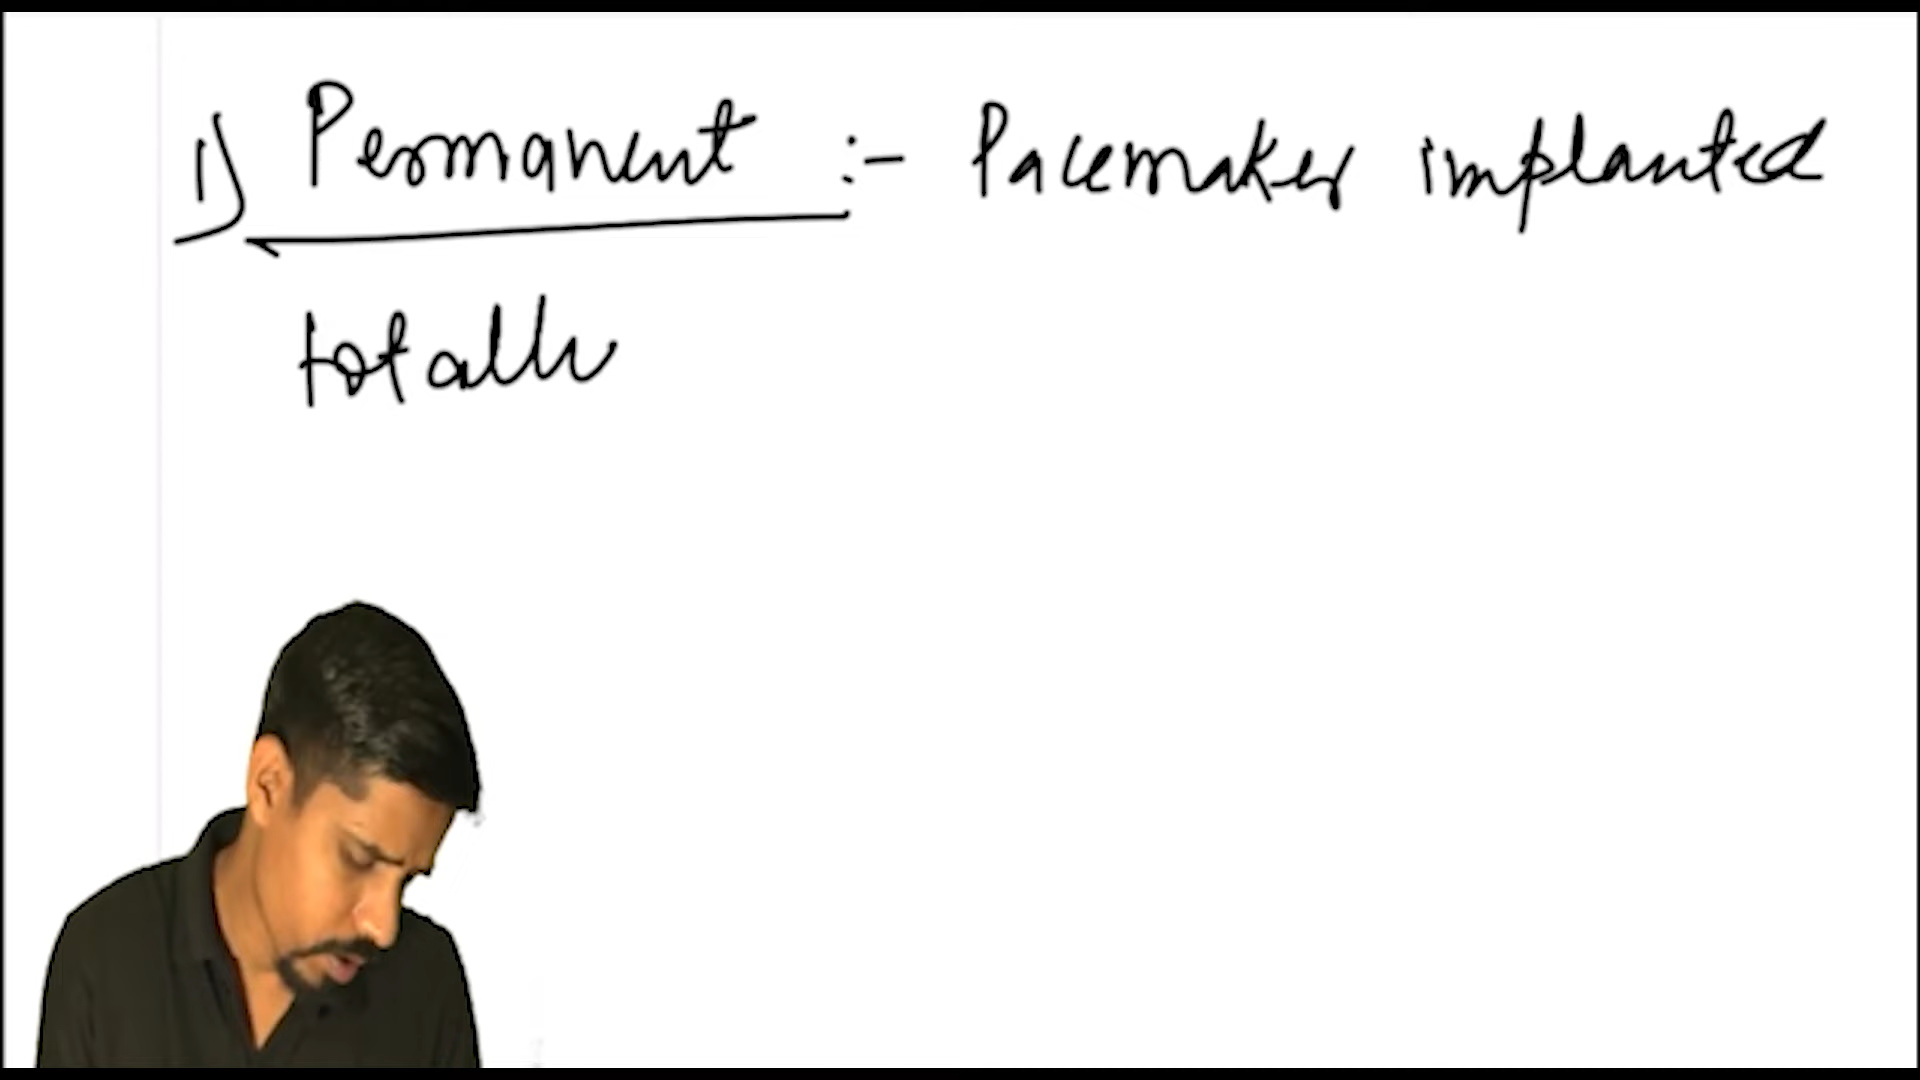 1) Permanent :- Pacemaker implanted
totally